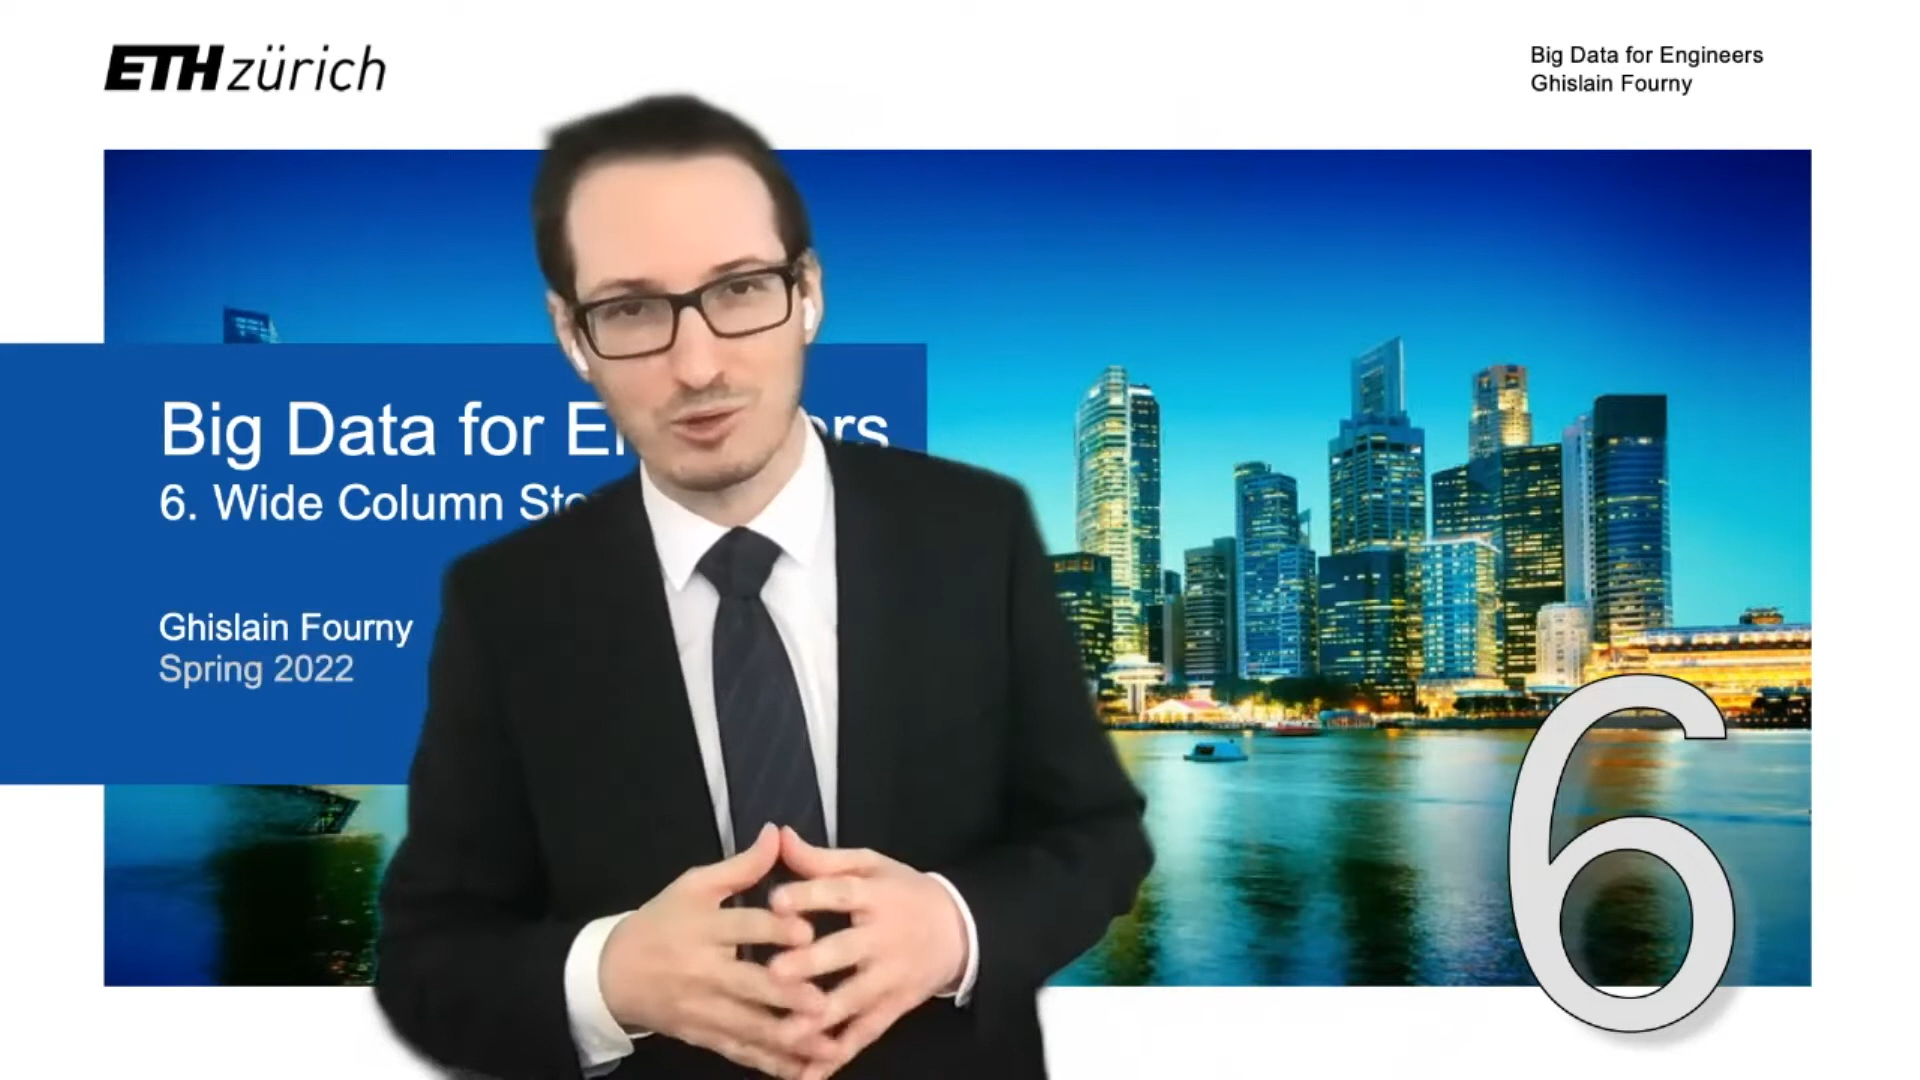 ETH zürich
Big Data for Engineers
Ghislain Fourny
Big Data for
6. Wide Column
Ghislain Fourny
Spring 2022
6